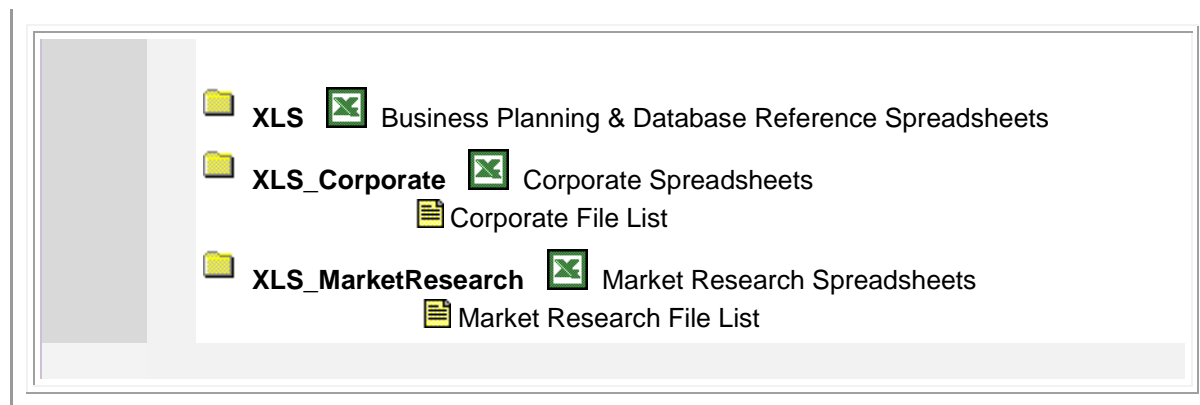 XLS Business Planning & Database Reference Spreadsheets
XLS_Corporate Corporate Spreadsheets
Corporate File List
XLS_MarketResearch Market Research Spreadsheets
Market Research File List